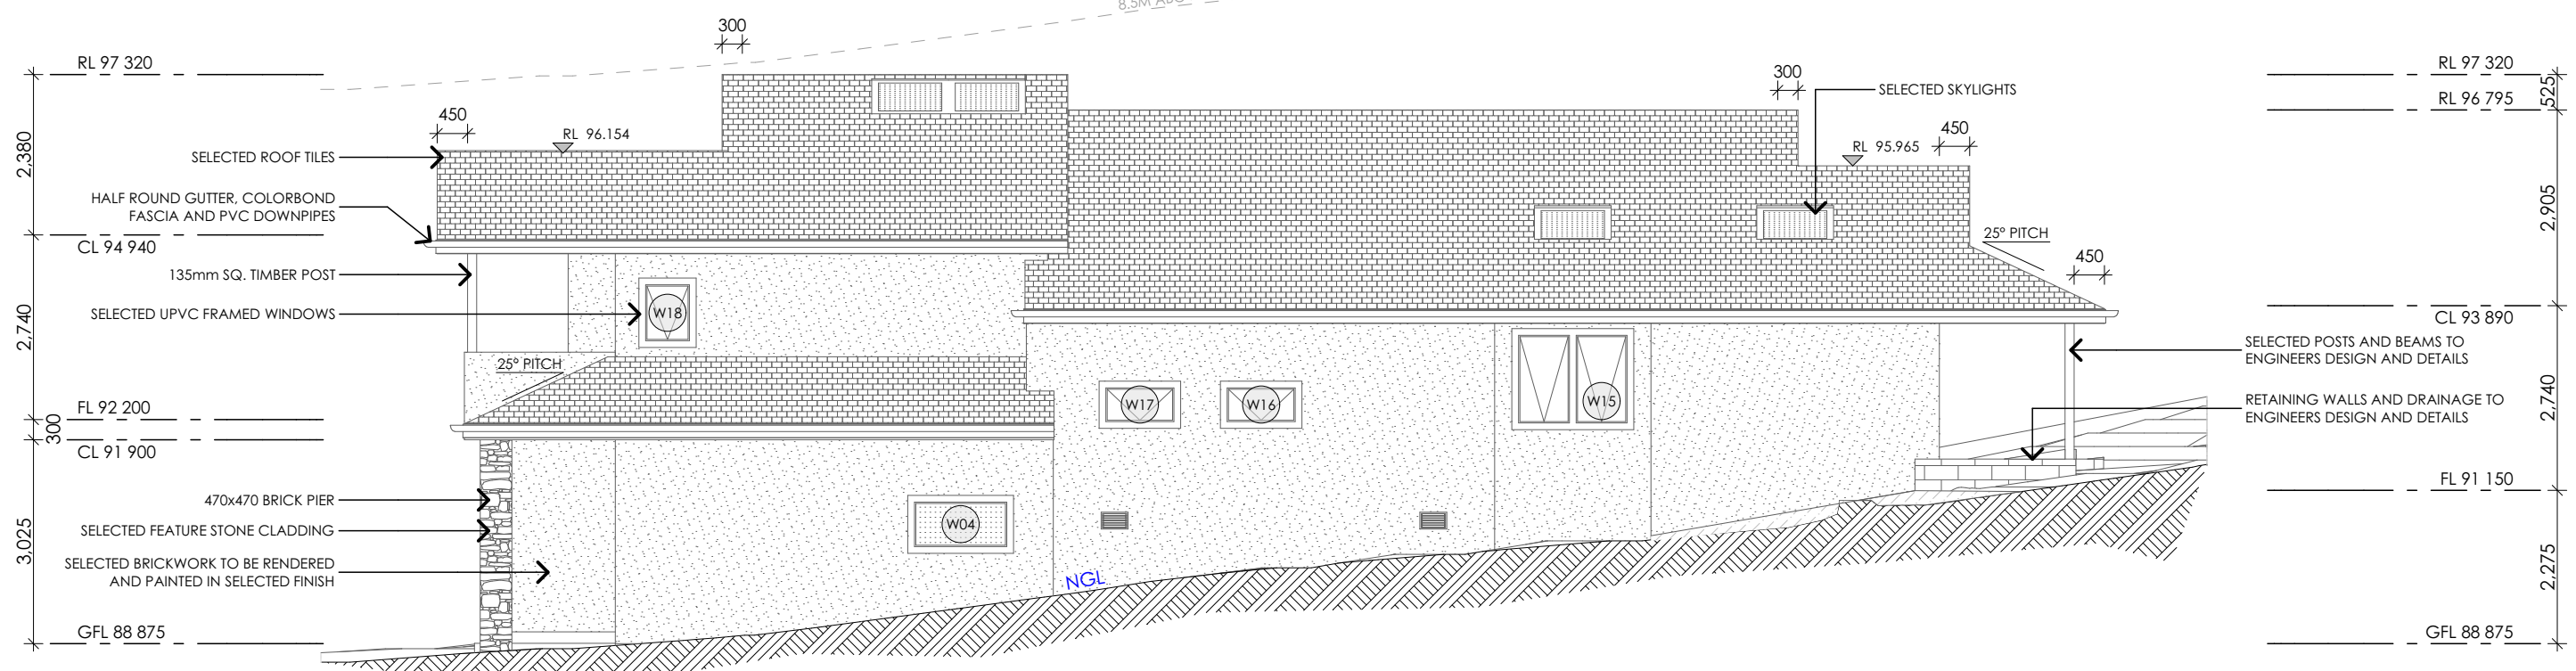 8.5M ABO
300
RL 97 320
450
RL 96.154
2,380
SELECTED ROOF TILES
HALF ROUND GUTTER, COLORBOND
FASCIA AND PVC DOWNPIPES
CL 94 940
135mm SQ. TIMBER POST
SELECTED UPVC FRAMED WINDOWS
W18
2,740
25° PITCH
FL 92 200
300
CL 91 900
470x470 BRICK PIER
SELECTED FEATURE STONE CLADDING
3,025
SELECTED BRICKWORK TO BE RENDERED
AND PAINTED IN SELECTED FINISH
GFL 88 875
W04
NGL
W17
W16
W15
300
SELECTED SKYLIGHTS
450
RL 95.965
25° PITCH
450
RL 97 320
525
RL 96 795
2,905
CL 93 890
SELECTED POSTS AND BEAMS TO
ENGINEERS DESIGN AND DETAILS
2,740
RETAINING WALLS AND DRAINAGE TO
ENGINEERS DESIGN AND DETAILS
FL 91 150
2,275
GFL 88 875